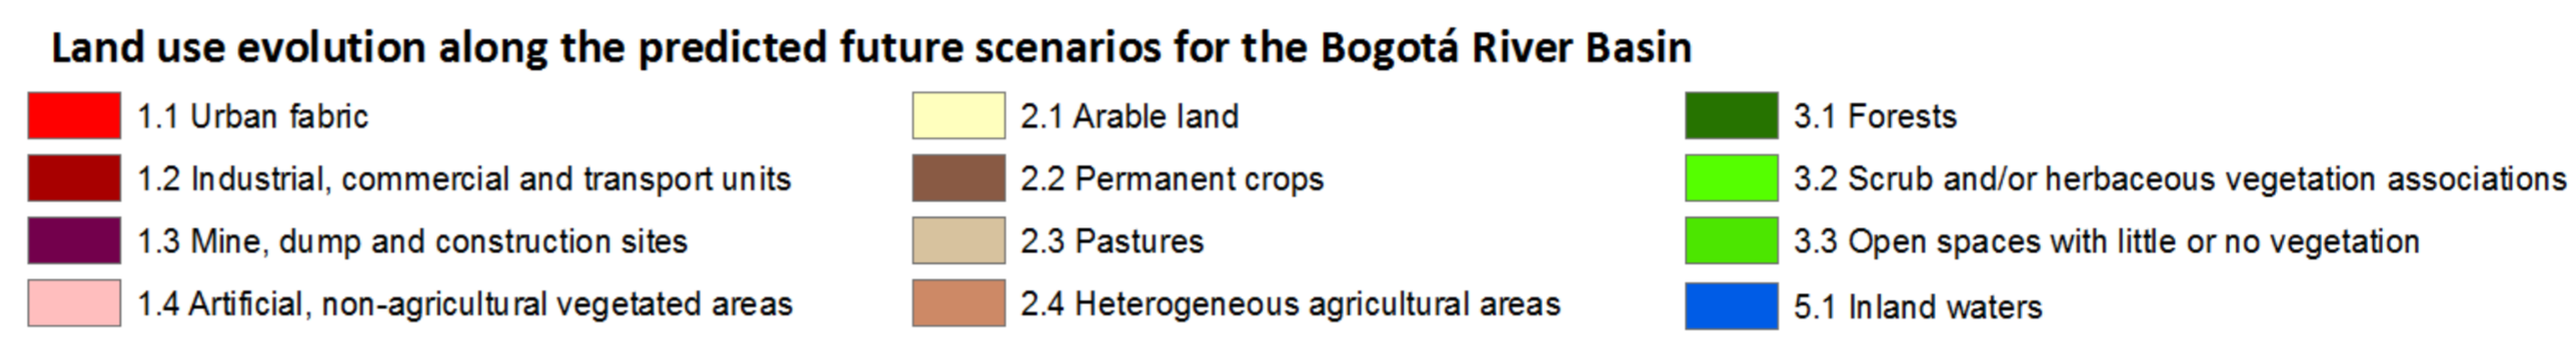 Land use evolution along the predicted future scenarios for the Bogotá River Basin
1.1 Urban fabric
1.2 Industrial, commercial and transport units
1.3 Mine, dump and construction sites
1.4 Artificial, non-agricultural vegetated areas
2.1 Arable land
2.2 Permanent crops
2.3 Pastures
2.4 Heterogeneous agricultural areas
3.1 Forests
3.2 Scrub and/or herbaceous vegetation associations
3.3 Open spaces with little or no vegetation
5.1 Inland waters